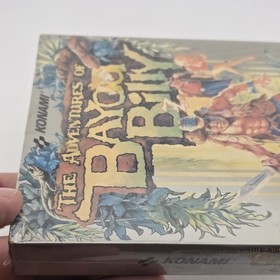 THE ADVENTURES OF
BAYOU
BILLY
KONAMI
KONAMI